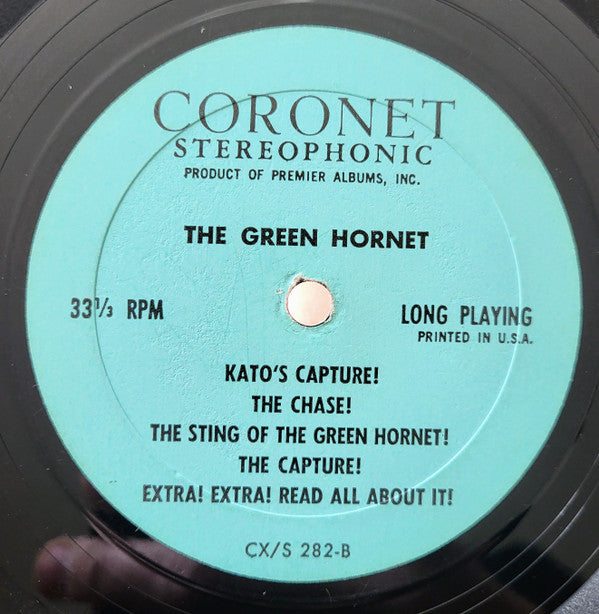 CORONET
STEREOPHONIC
PRODUCT OF PREMIER ALBUMS, INC.
THE GREEN HORNET
33⅓ RPM
LONG PLAYING
PRINTED IN U.S.A.
KATO'S CAPTURE!
THE CHASE!
THE STING OF THE GREEN HORNET!
THE CAPTURE!
EXTRA! EXTRA! READ ALL ABOUT IT!
CX/S 282-B